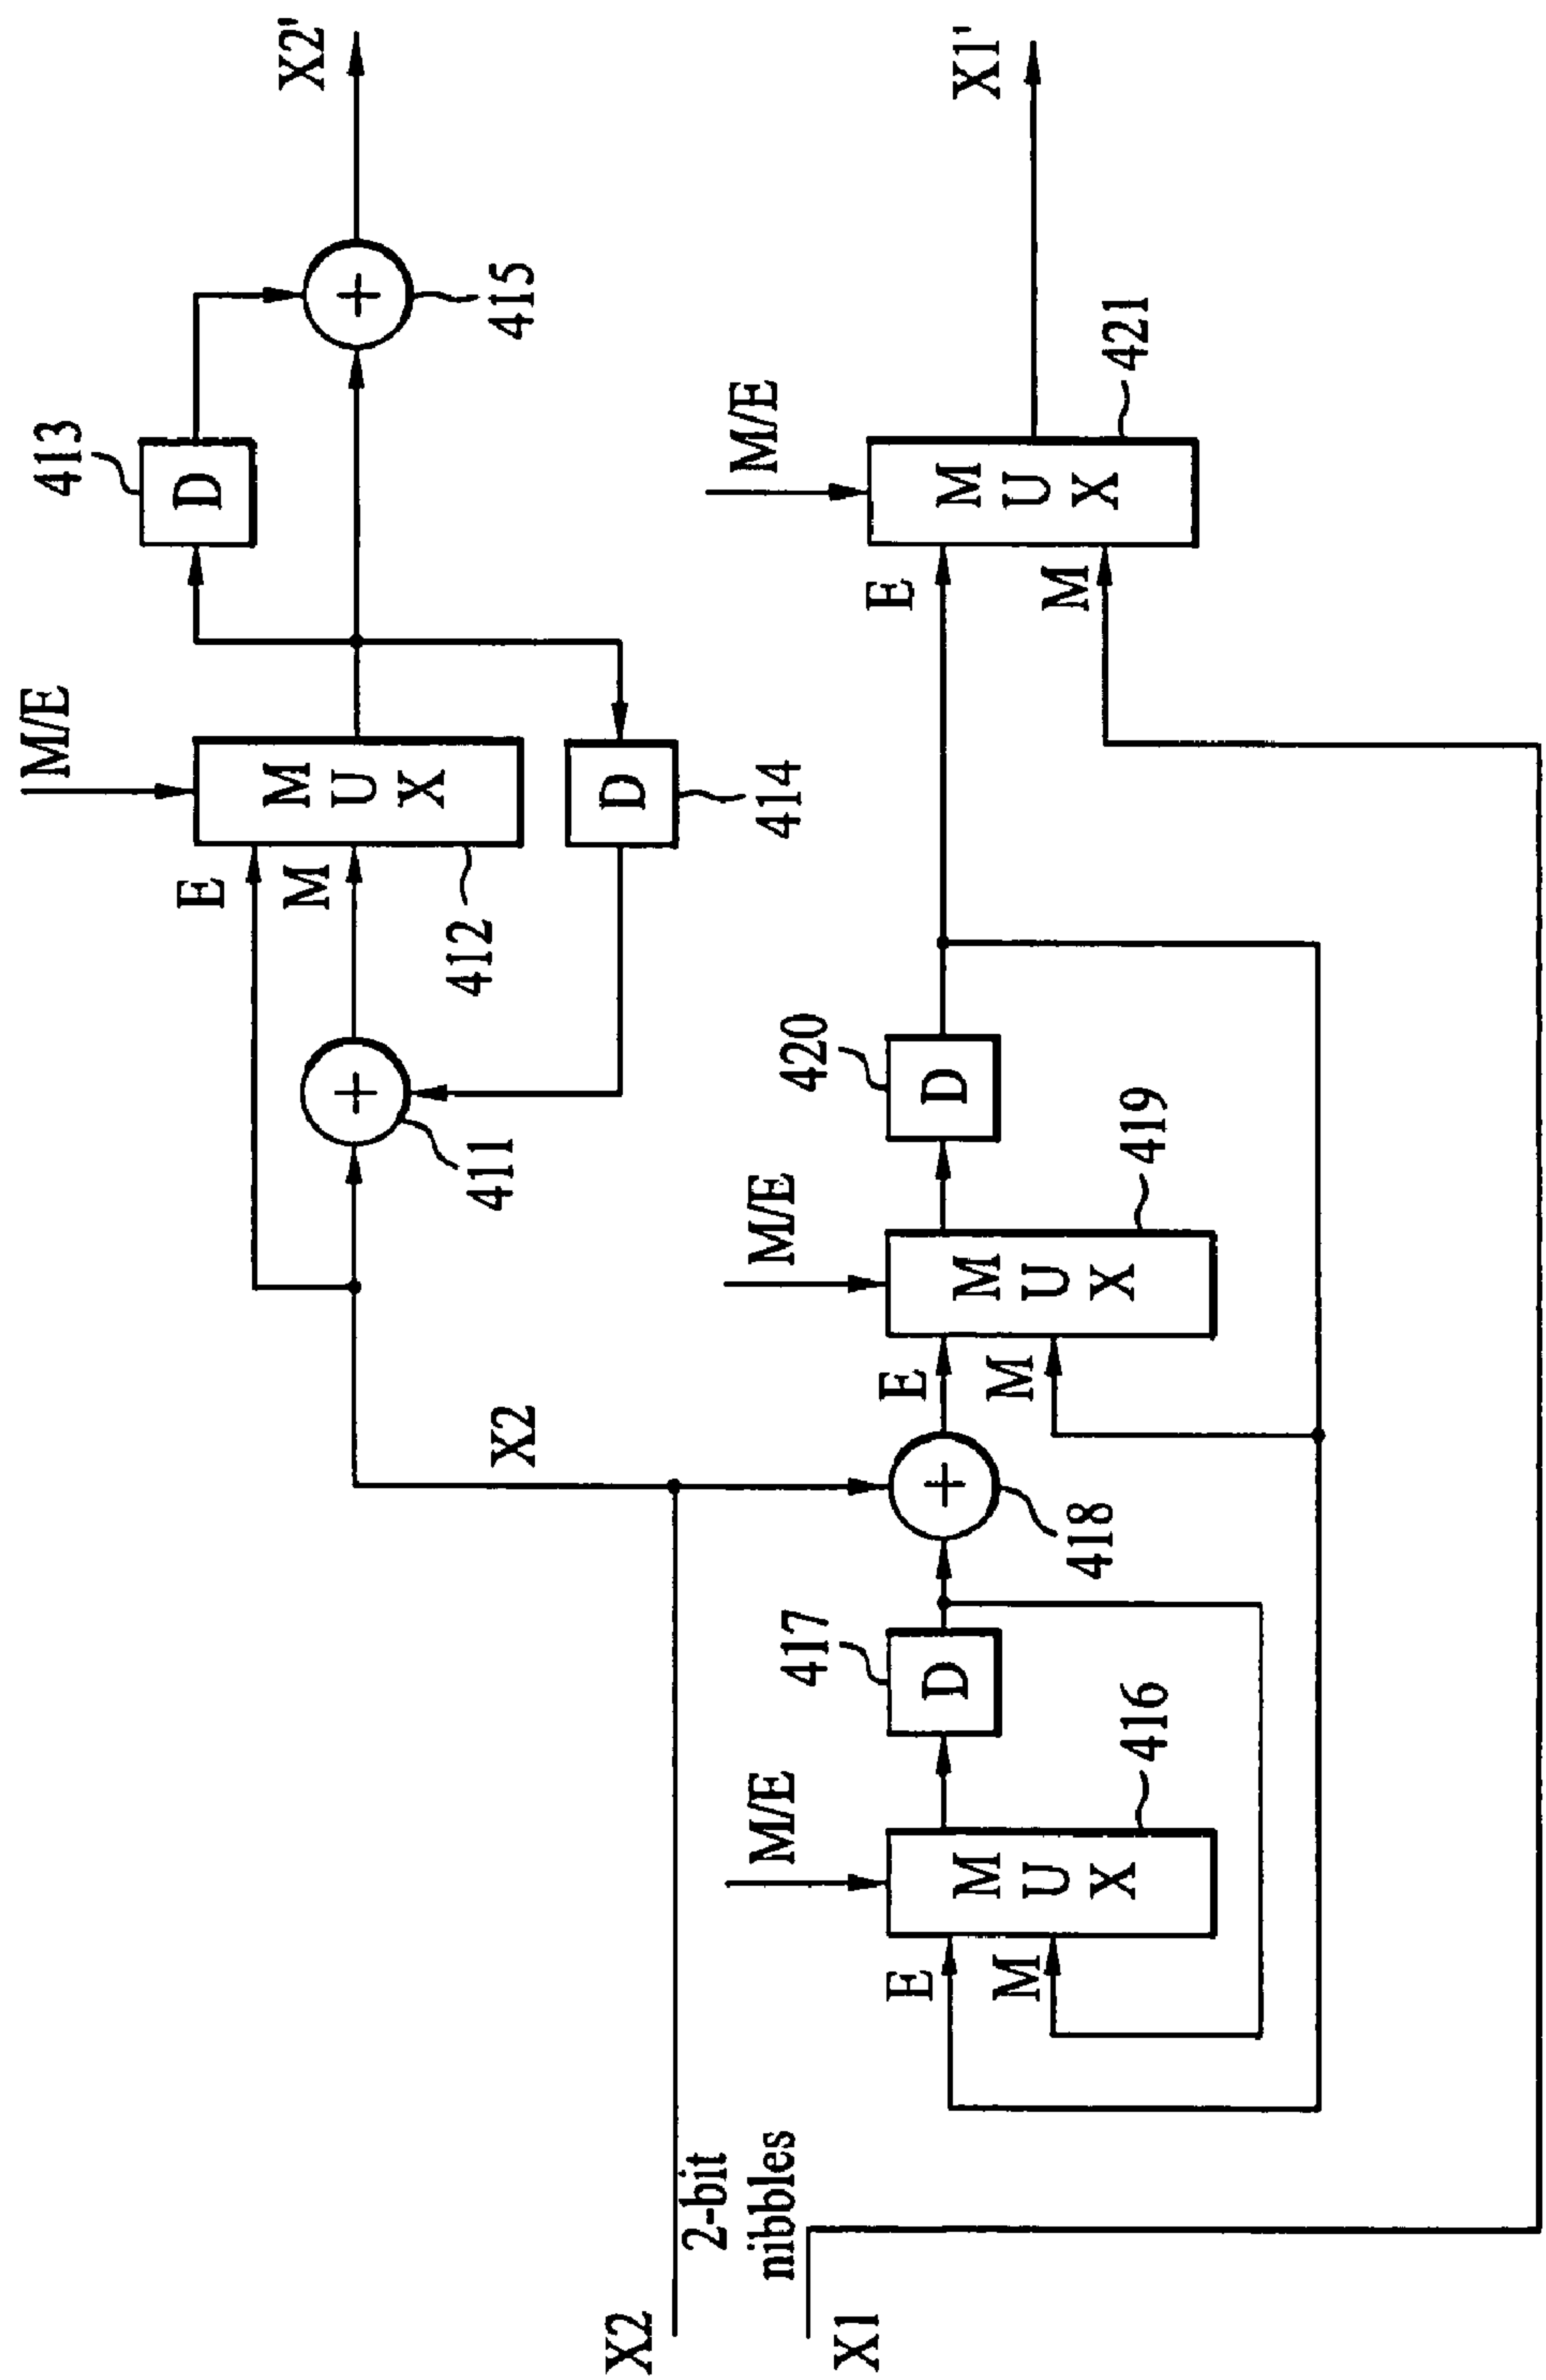 M/E
413
D
E
M
U
X
X2'
M
+
+
412
411
415
X2
D
414
X2
2-bit
nibbles
X1
M/E
417
M/E
420
M/E
E
M
U
X
D
+
E
M
U
X
D
E
M
U
X
X1'
M
M
M
416
418
419
421